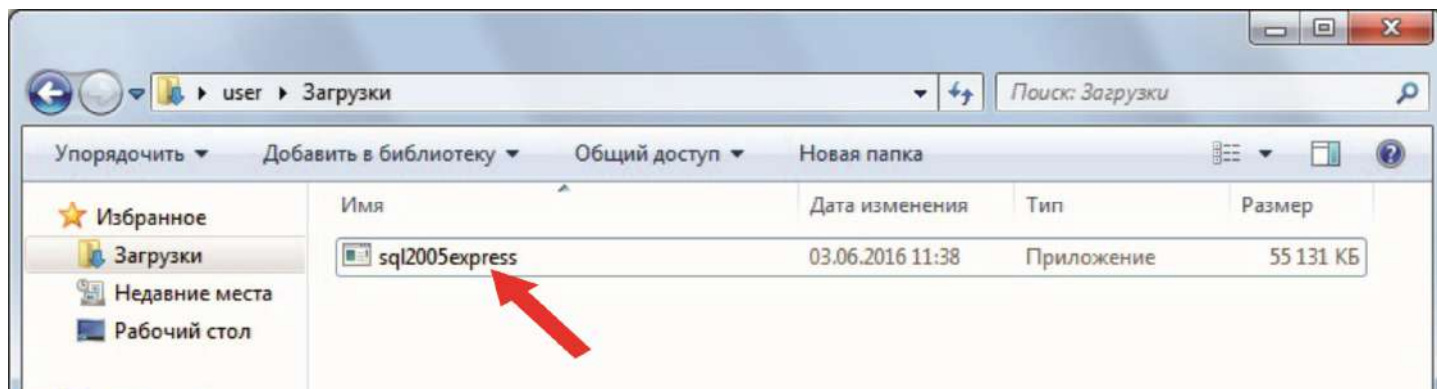 user Загрузки
Поиск: Загрузки
Упорядочить Добавить в библиотеку Общий доступ Новая папка
Имя Дата изменения Тип Размер
Избранное
Загрузки
Недавние места
Рабочий стол
sql2005express 03.06.2016 11:38 Приложение 55 131 КБ